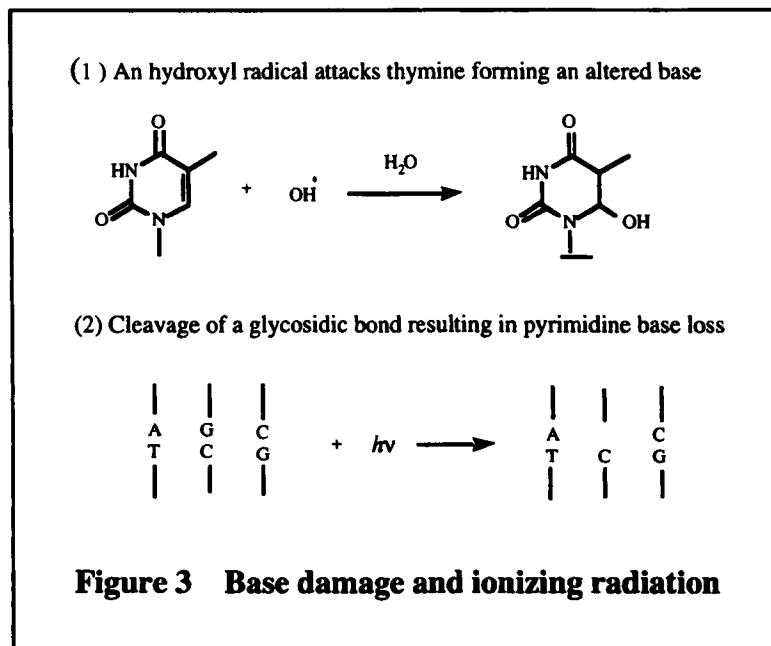 (1 ) An hydroxyl radical attacks thymine forming an altered base
O
HN
O
N
+
OH•
H₂O
O
HN
O
N
OH
(2) Cleavage of a glycosidic bond resulting in pyrimidine base loss
A G C
T C G
+ hν
A C
T C G
Figure 3 Base damage and ionizing radiation